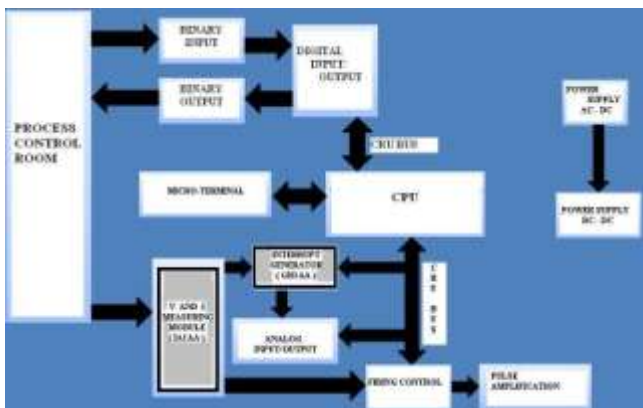 BINARY
INPUT
DIGITAL
INPUT
OUTPUT
BINARY
OUTPUT
PROCESS
CONTROL
ROOM
POWER
SUPPLY
AC-DC
CRU BUS
MICRO-TERMINAL
CPU
POWER SUPPLY
DC-DC
INTERRUPT
GENERATOR
V AND I
MEASURING
MODULE
BUS
ANALOG
INPUT/OUTPUT
FIRING CONTROL
PULSE
AMPLIFICATION